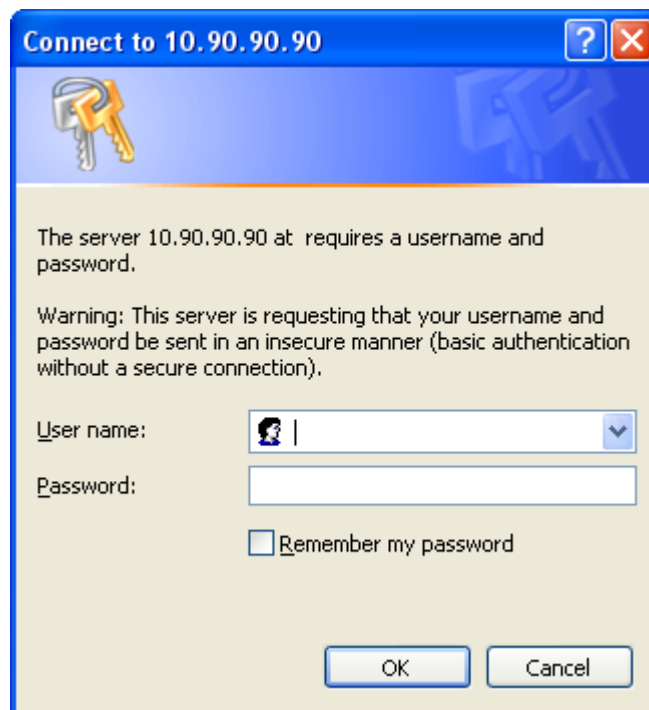 Connect to 10.90.90.90
The server 10.90.90.90 at  requires a username and
password.
Warning: This server is requesting that your username and
password be sent in an insecure manner (basic authentication
without a secure connection).
User name:
Password:
Remember my password
OK Cancel